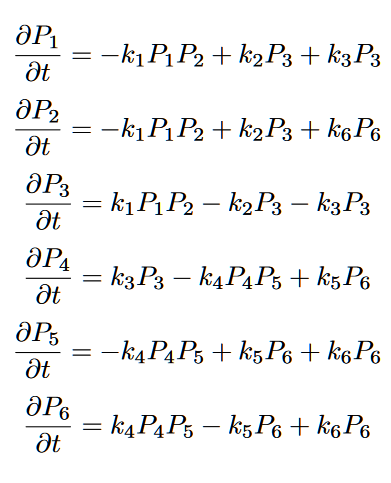 ∂P₁/∂t = −k₁P₁P₂ + k₂P₃ + k₃P₃
∂P₂/∂t = −k₁P₁P₂ + k₂P₃ + k₆P₆
∂P₃/∂t = k₁P₁P₂ − k₂P₃ − k₃P₃
∂P₄/∂t = k₃P₃ − k₄P₄P₅ + k₅P₆
∂P₅/∂t = −k₄P₄P₅ + k₅P₆ + k₆P₆
∂P₆/∂t = k₄P₄P₅ − k₅P₆ + k₆P₆